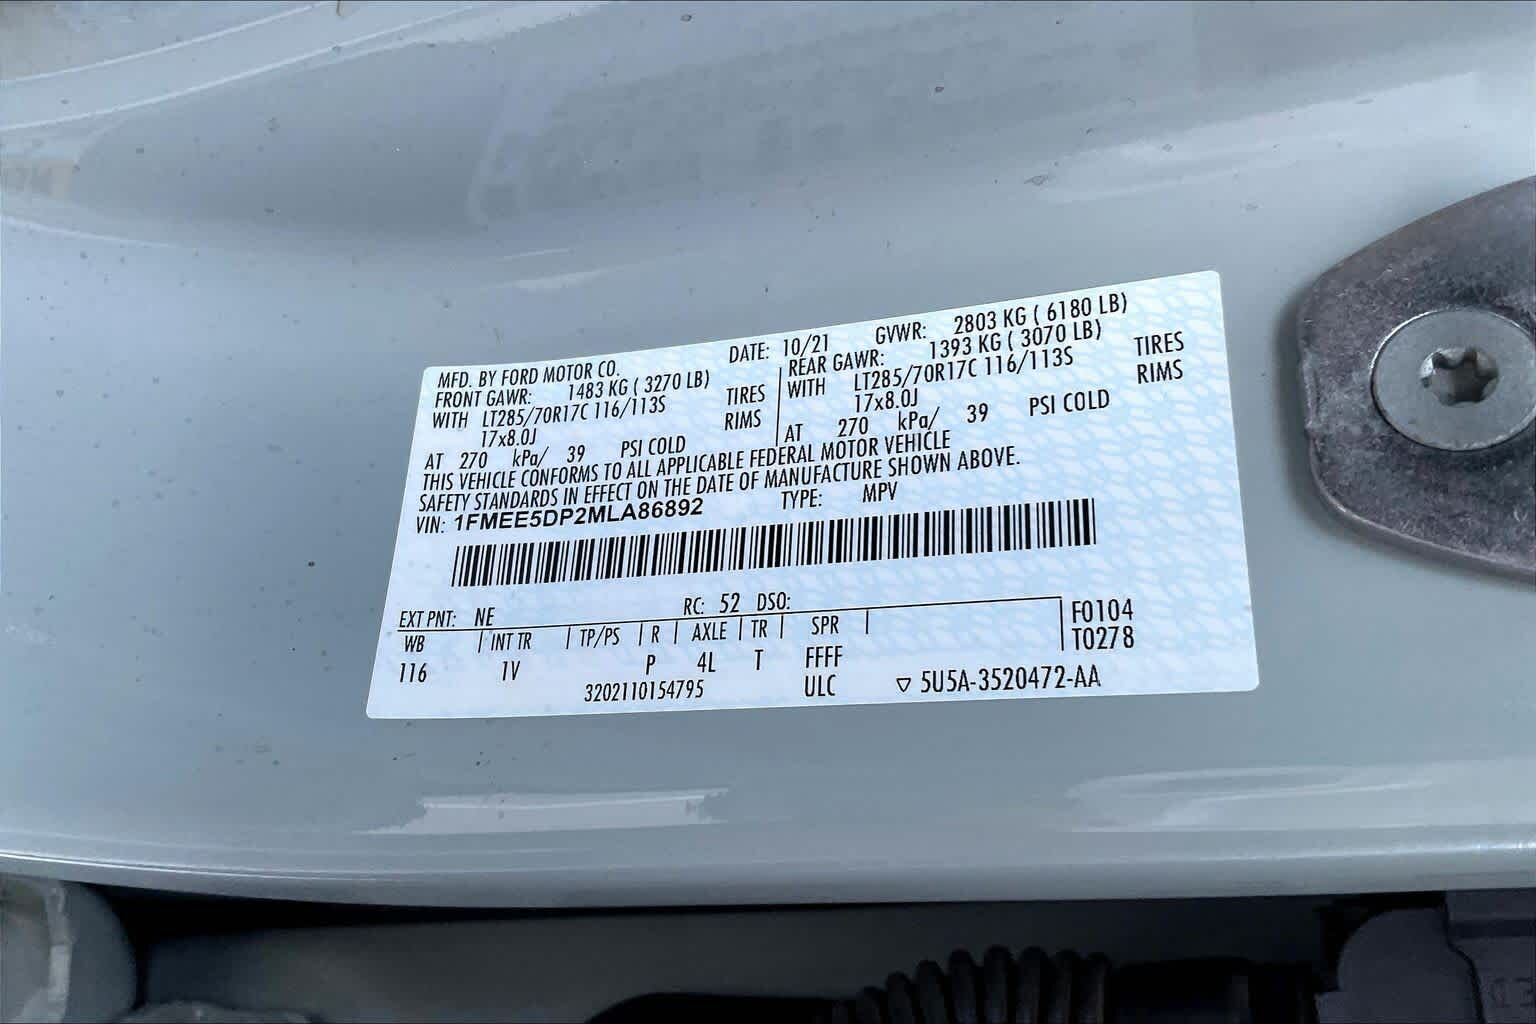 MFD. BY FORD MOTOR CO. DATE: 10/21 GVWR: 2803 KG ( 6180 LB)
FRONT GAWR: 1483 KG ( 3270 LB) REAR GAWR: 1393 KG ( 3070 LB)
WITH LT285/70R17C 116/113S TIRES WITH LT285/70R17C 116/113S TIRES
17x8.0J RIMS 17x8.0J RIMS
AT 270 kPa/ 39 PSI COLD AT 270 kPa/ 39 PSI COLD
THIS VEHICLE CONFORMS TO ALL APPLICABLE FEDERAL MOTOR VEHICLE
SAFETY STANDARDS IN EFFECT ON THE DATE OF MANUFACTURE SHOWN ABOVE.
VIN: 1FMEE5DP2MLA86892 TYPE: MPV
EXT PNT: NE RC: 52 DSO:
WB INT TR TP/PS R AXLE TR SPR F0104
116 1V P 4L T FFFF T0278
3202110154795 ULC ▽ 5U5A-3520472-AA